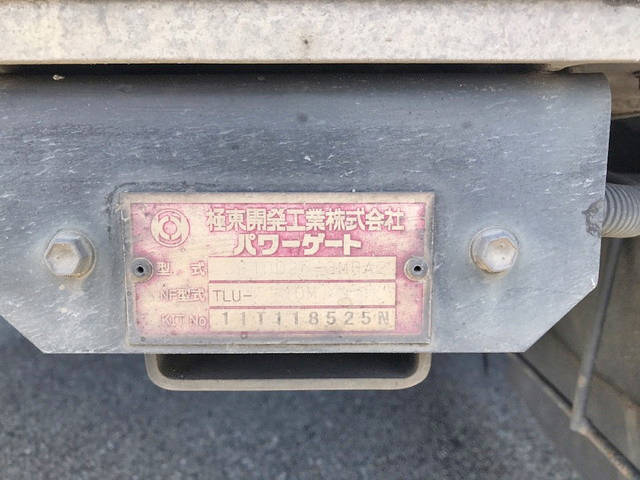 極東開発工業株式会社
パワーゲート
型 式
NF型式 TLU-
KIT No 11T118525N